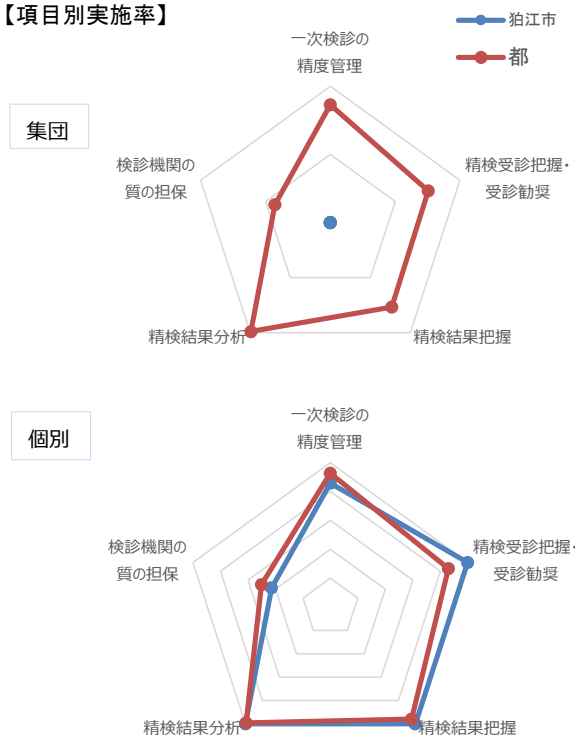 【項目別実施率】
狛江市
都
集団
一次検診の
精度管理
精検受診把握・
受診勧奨
精検結果把握
精検結果分析
検診機関の
質の担保
個別
一次検診の
精度管理
精検受診把握・
受診勧奨
精検結果把握
精検結果分析
検診機関の
質の担保